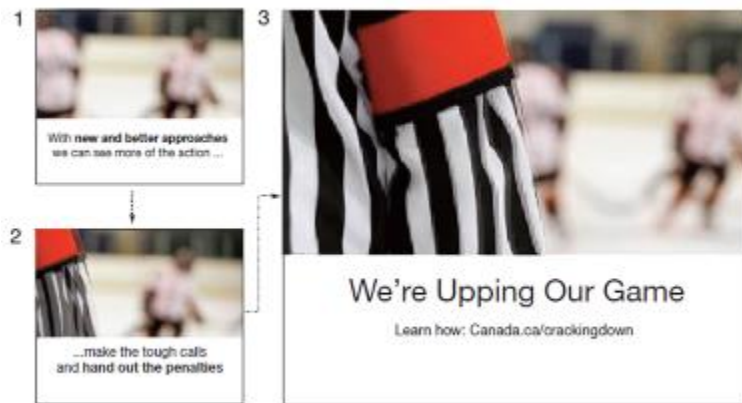 1
With new and better approaches
we can see more of the action ...
2
...make the tough calls
and hand out the penalties
3
We're Upping Our Game
Learn how: Canada.ca/crackingdown